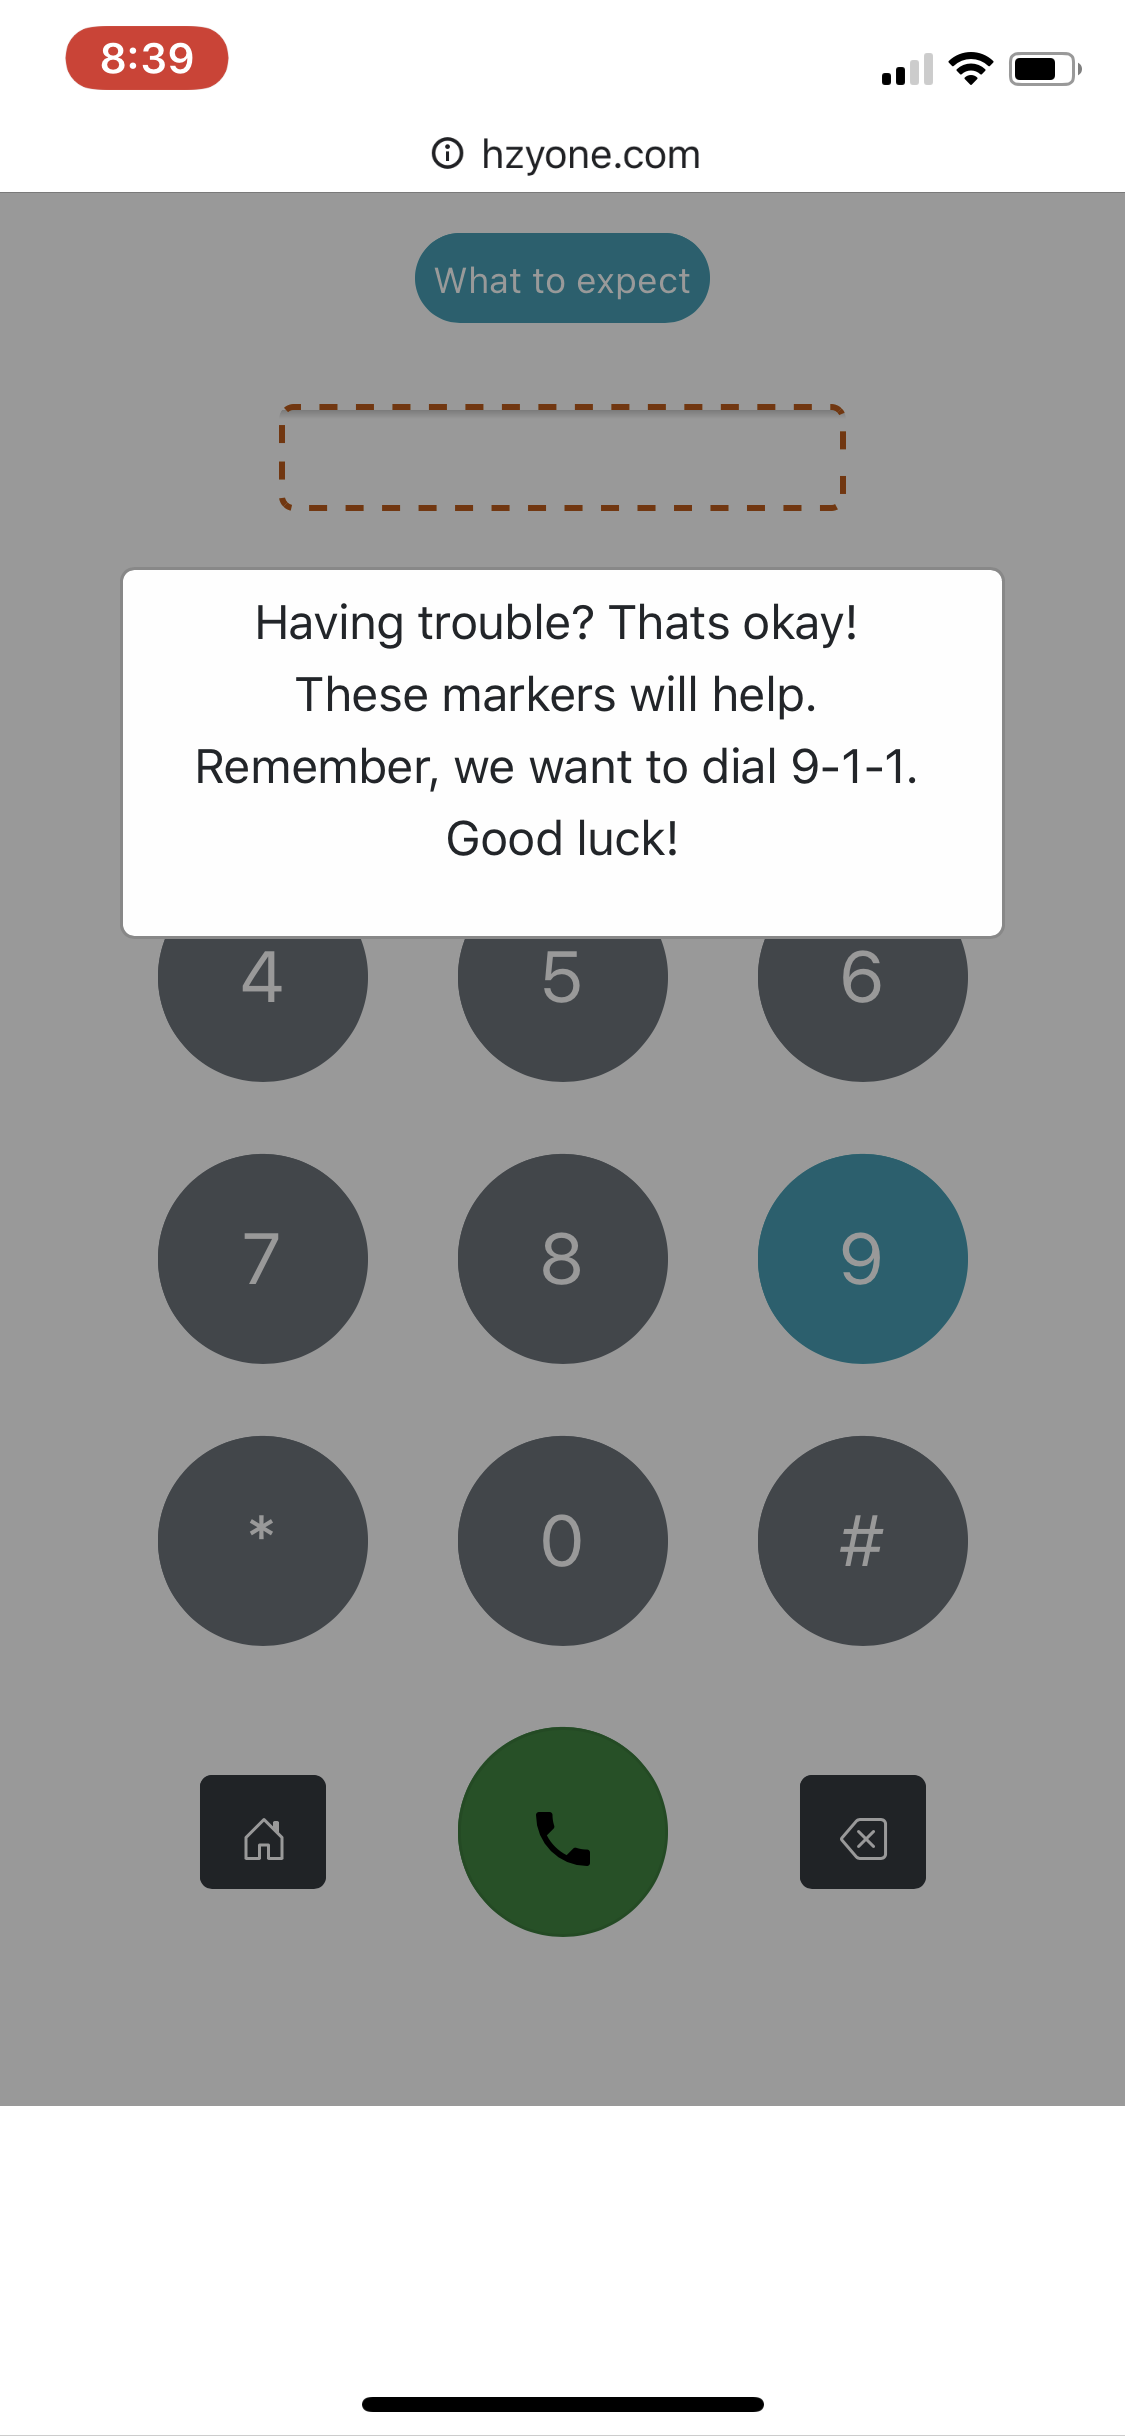 8:39
hzyone.com
What to expect
Having trouble? Thats okay!
These markers will help.
Remember, we want to dial 9-1-1.
Good luck!
4 5 6
7 8 9
* 0 #